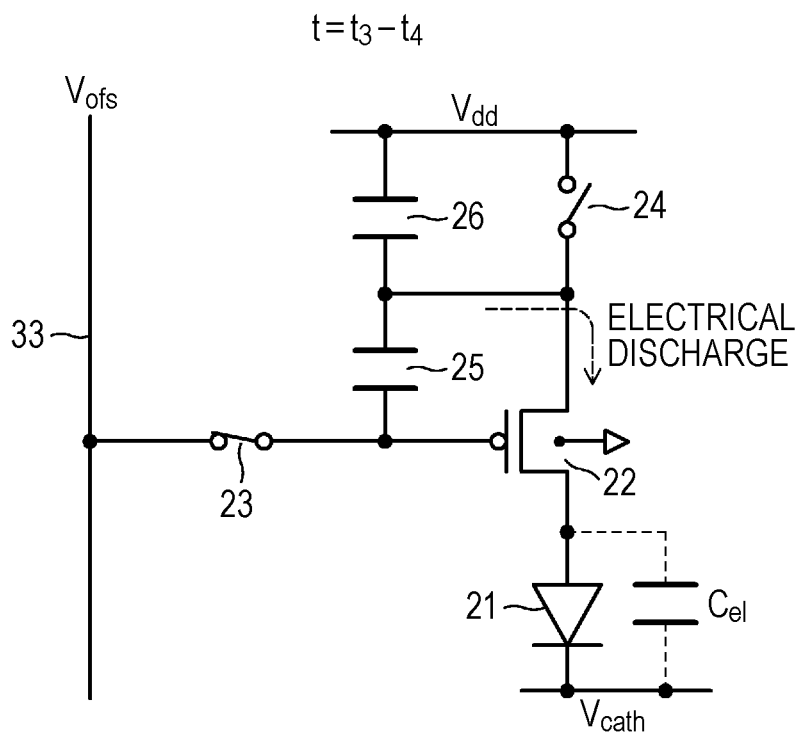 t=t3–t4
Vofs
Vdd
26
24
33
25
ELECTRICAL
DISCHARGE
23
22
21
Cel
Vcath